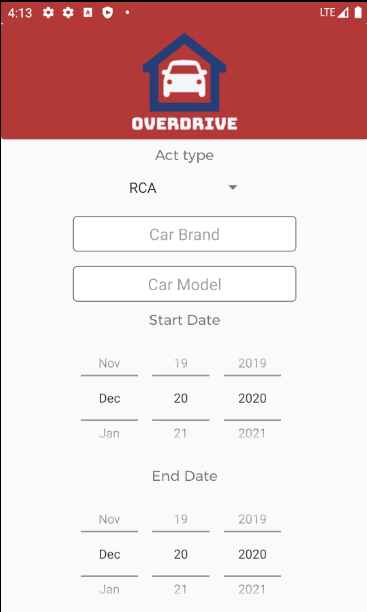 4:13 LTE
OVERDRIVE
Act type
RCA
Car Brand
Car Model
Start Date
Nov 19 2019
Dec 20 2020
Jan 21 2021
End Date
Nov 19 2019
Dec 20 2020
Jan 21 2021